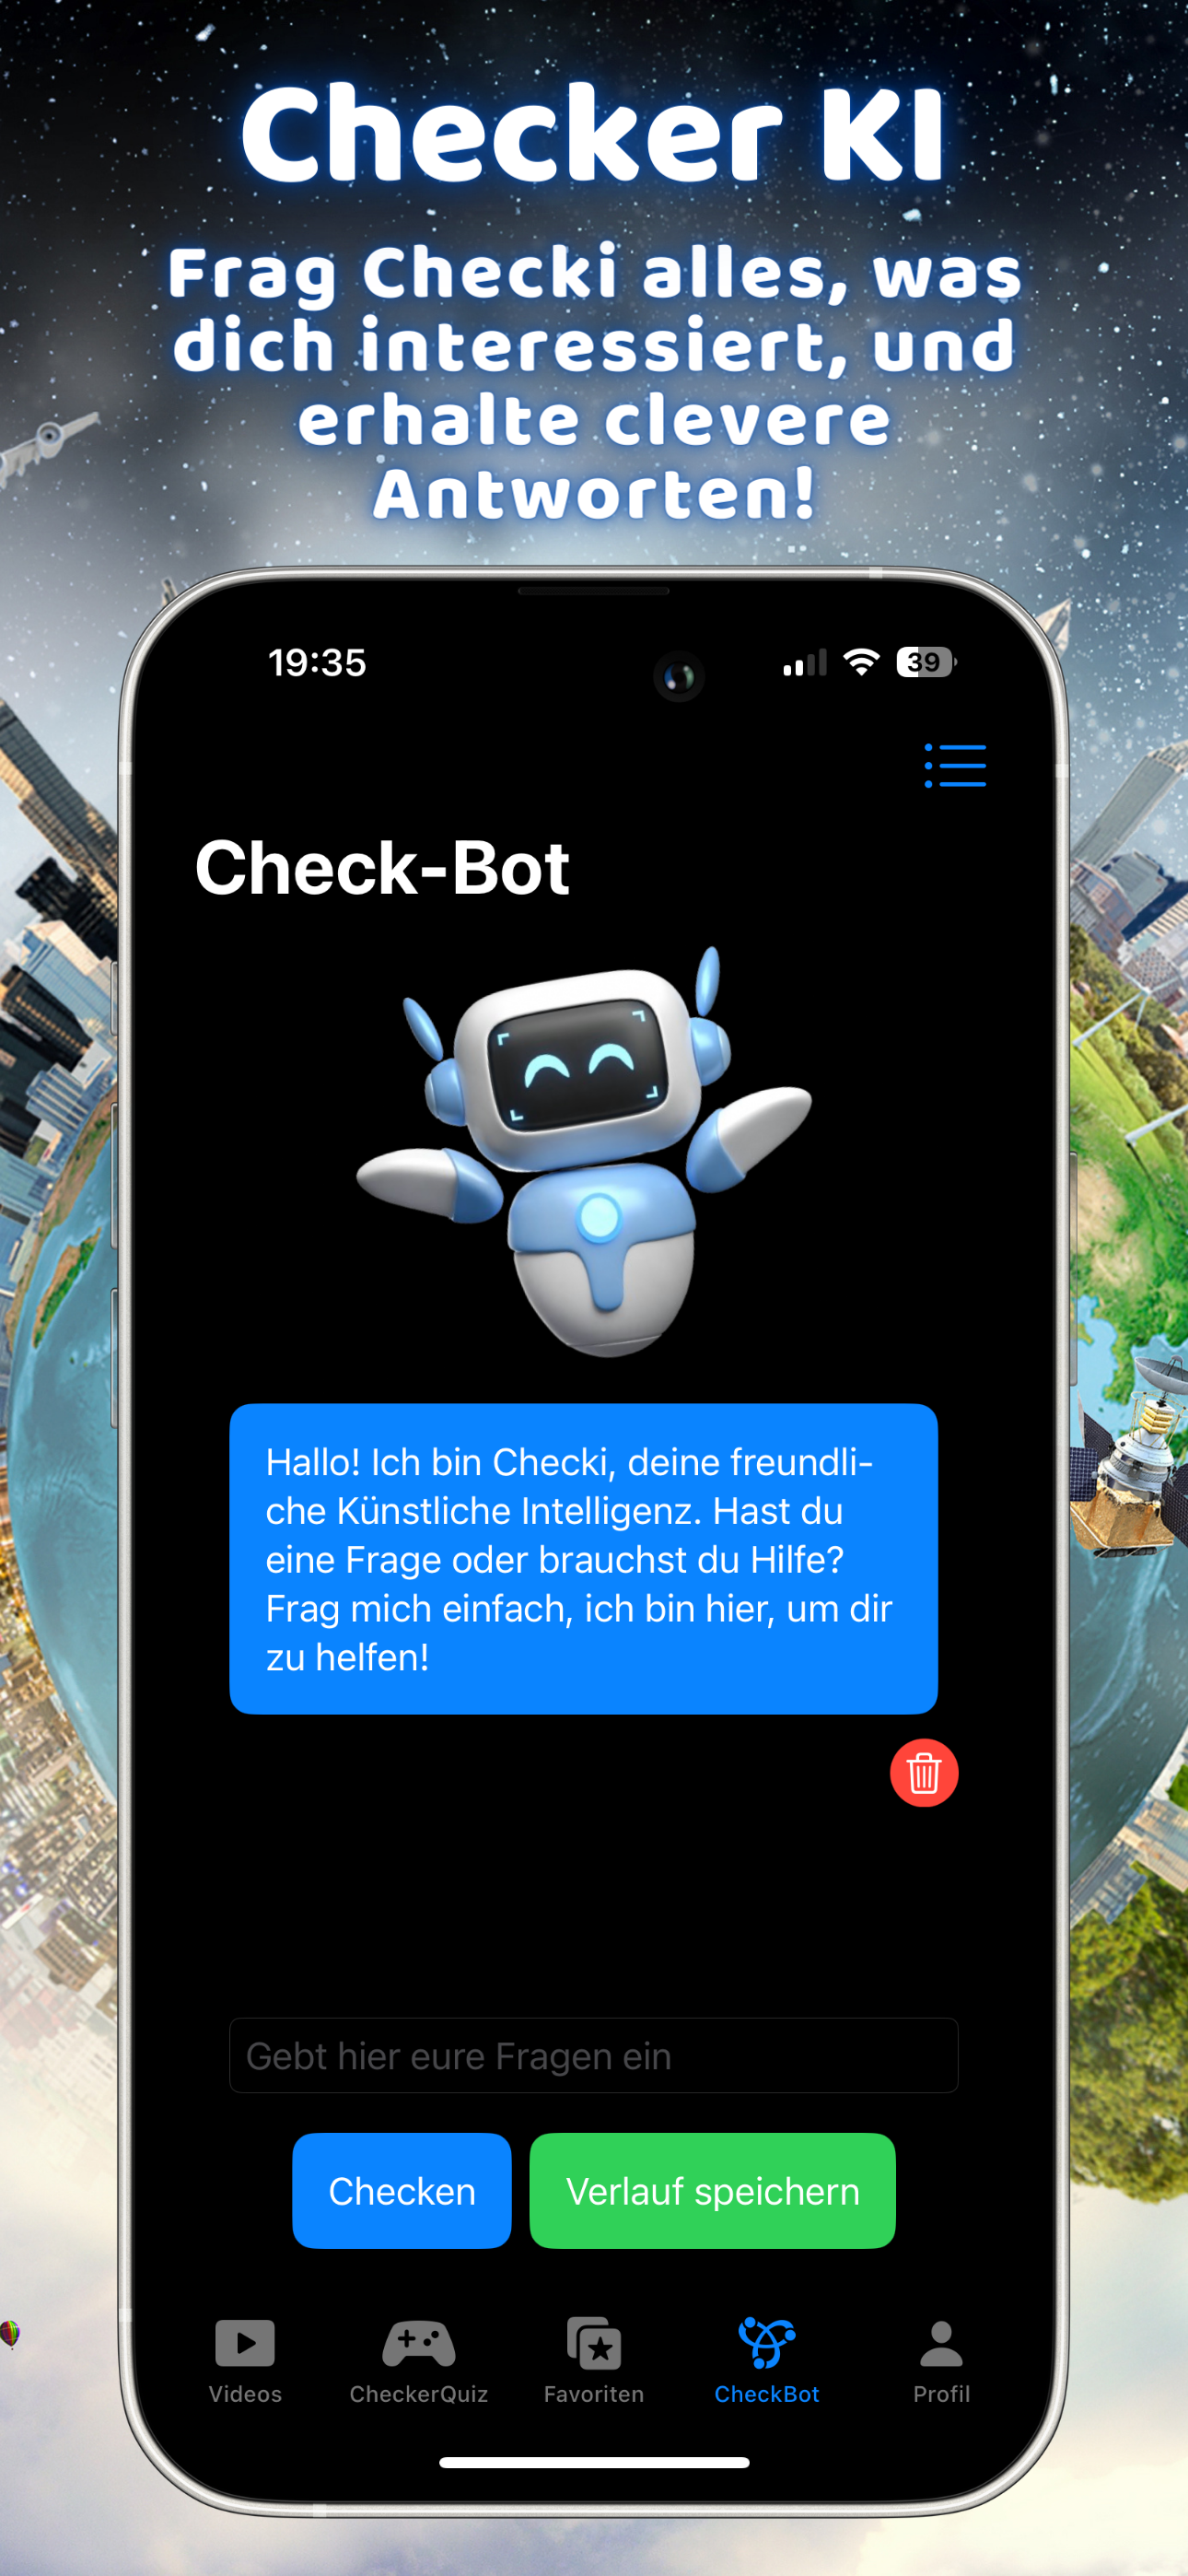 Checker KI
Frag Checki alles, was
dich interessiert, und
erhalte clevere
Antworten!
19:35
39
Check-Bot
Hallo! Ich bin Checki, deine freundli-
che Künstliche Intelligenz. Hast du
eine Frage oder brauchst du Hilfe?
Frag mich einfach, ich bin hier, um dir
zu helfen!
Gebt hier eure Fragen ein
Checken
Verlauf speichern
Videos
CheckerQuiz
Favoriten
CheckBot
Profil